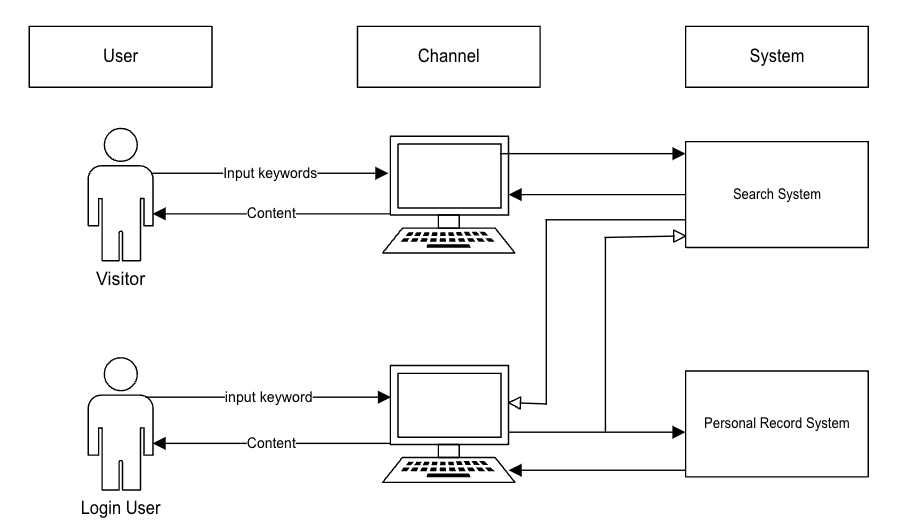 User
Channel
System
Input keywords
Content
Search System
Visitor
input keyword
Content
Personal Record System
Login User